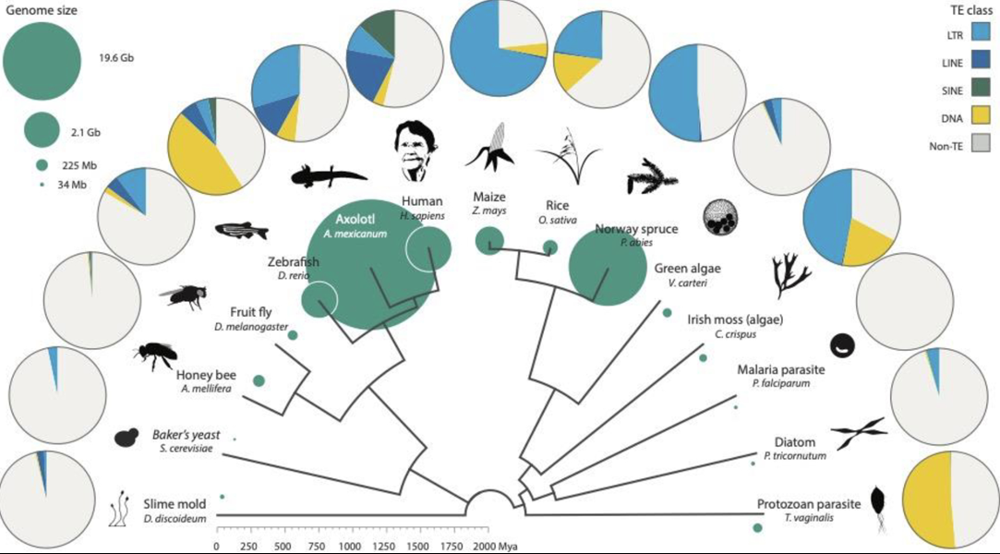 Genome size
19.6 Gb
2.1 Gb
225 Mb
34 Mb
TE class
LTR
LINE
SINE
DNA
Non-TE
Axolotl
A. mexicanum
Human
H. sapiens
Maize
Z. mays
Rice
O. sativa
Norway spruce
P. abies
Zebrafish
D. rerio
Green algae
V. carteri
Fruit fly
D. melanogaster
Irish moss (algae)
C. crispus
Honey bee
A. mellifera
Malaria parasite
P. falciparum
Baker's yeast
S. cerevisiae
Diatom
P. tricornutum
Slime mold
D. discoideum
Protozoan parasite
T. vaginalis
0 250 500 750 1000 1250 1500 1750 2000 Mya